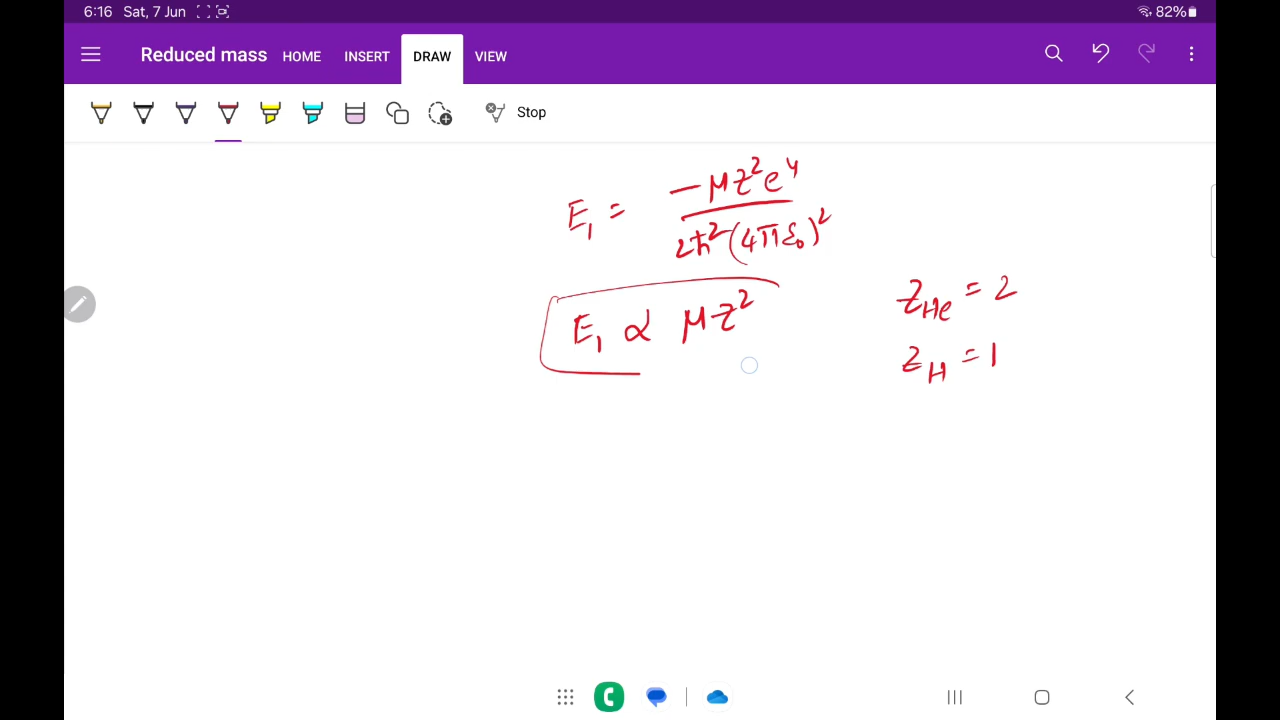 6:16 Sat, 7 Jun 82%
Reduced mass HOME INSERT DRAW VIEW
Stop
E₁ = −μz²e⁴ / 2ħ²(4πε₀)²
E₁ ∝ μz²
z_He = 2
z_H = 1